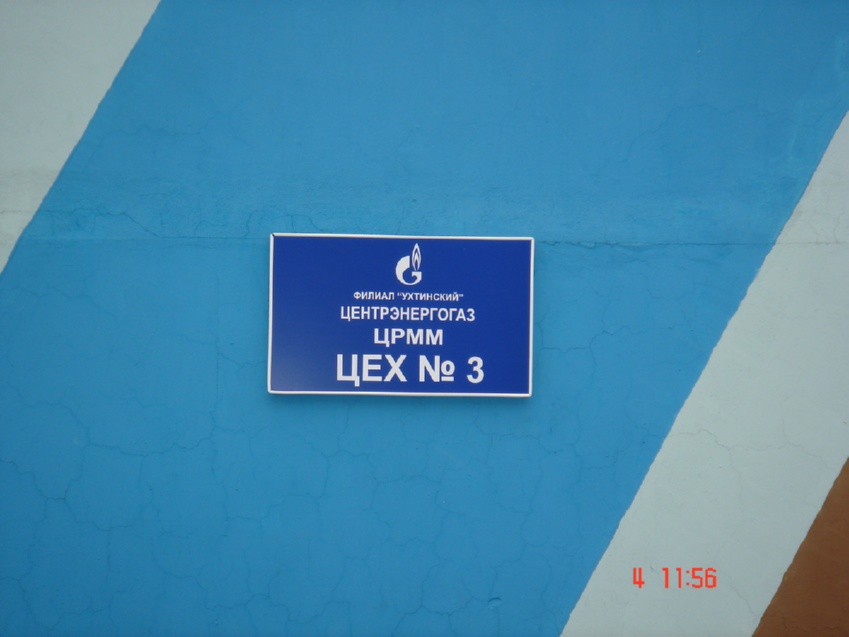 ФИЛИАЛ "УХТИНСКИЙ"
ЦЕНТРЭНЕРГОГАЗ
ЦРММ
ЦЕХ № 3
4 11:56